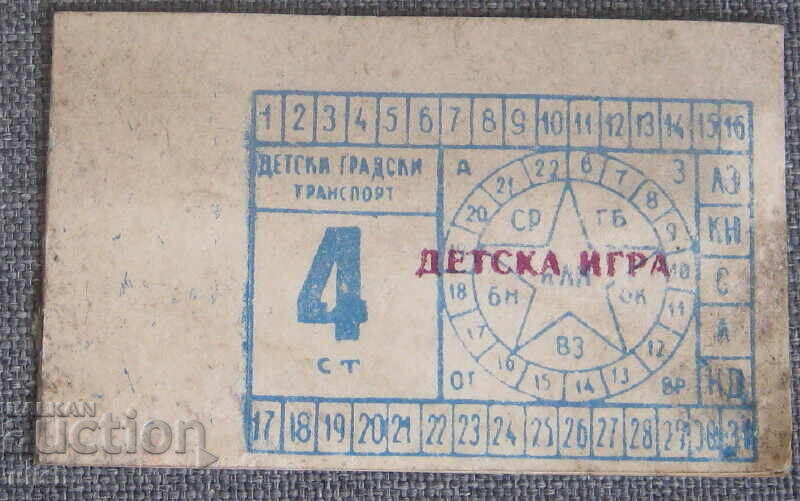 1 2 3 4 5 6 7 8 9 10 11 12 13 14 15 16
ДЕТСКИ ГРАДСКИ
ТРАНСПОРТ
4
СТ
А
З
6 7 8 9 10 11 12 13 14 15 16 17 18 20 21 22
СР ГБ
БН
ВЗ
ОТ
ВР
ДЕТСКА ИГРА
АЭ
КН
С
А
НД
17 18 19 20 21 22 23 24 25 26 27 28 29 30 31
BALKAN
auction